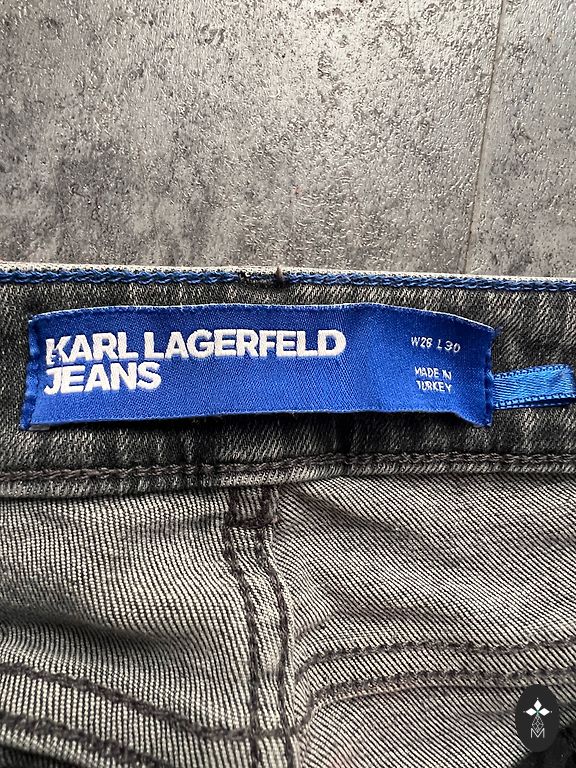 KARL LAGERFELD
JEANS
W28 L30
MADE IN
TURKEY
M